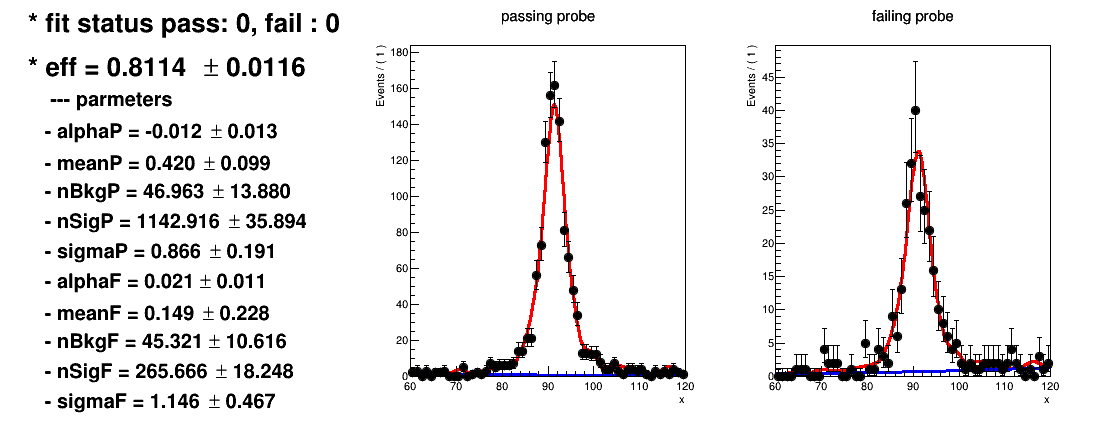 * fit status pass: 0, fail : 0
* eff = 0.8114 ± 0.0116
--- parmeters
- alphaP = -0.012 ± 0.013
- meanP = 0.420 ± 0.099
- nBkgP = 46.963 ± 13.880
- nSigP = 1142.916 ± 35.894
- sigmaP = 0.866 ± 0.191
- alphaF = 0.021 ± 0.011
- meanF = 0.149 ± 0.228
- nBkgF = 45.321 ± 10.616
- nSigF = 265.666 ± 18.248
- sigmaF = 1.146 ± 0.467
passing probe
Events / ( 1 )
180
160
140
120
100
80
60
40
20
0
60 70 80 90 100 110 120
x
failing probe
Events / ( 1 )
45
40
35
30
25
20
15
10
5
0
60 70 80 90 100 110 120
x